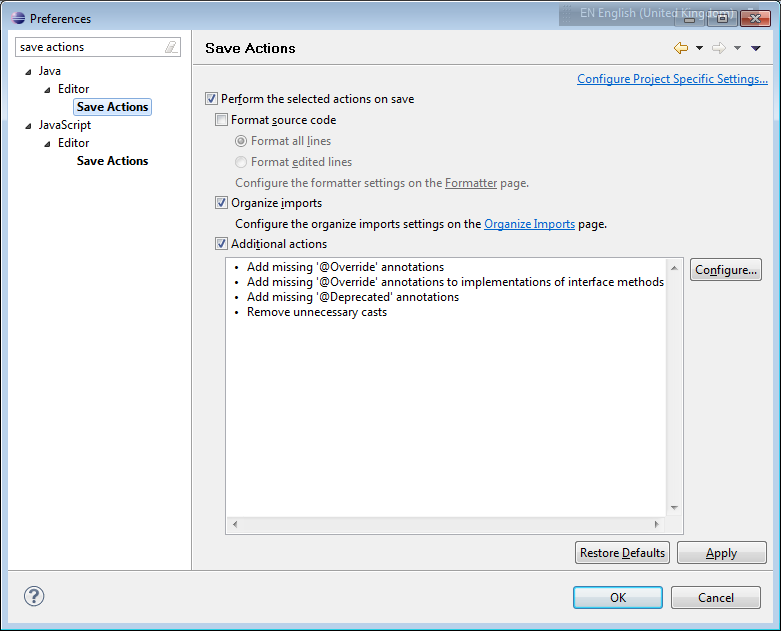 Preferences
EN English (United Kingdom)
save actions
Java
Editor
Save Actions
JavaScript
Editor
Save Actions
Save Actions
Configure Project Specific Settings...
Perform the selected actions on save
Format source code
Format all lines
Format edited lines
Configure the formatter settings on the Formatter page.
Organize imports
Configure the organize imports settings on the Organize Imports page.
Additional actions
• Add missing '@Override' annotations
• Add missing '@Override' annotations to implementations of interface methods
• Add missing '@Deprecated' annotations
• Remove unnecessary casts
Configure...
Restore Defaults
Apply
?
OK
Cancel